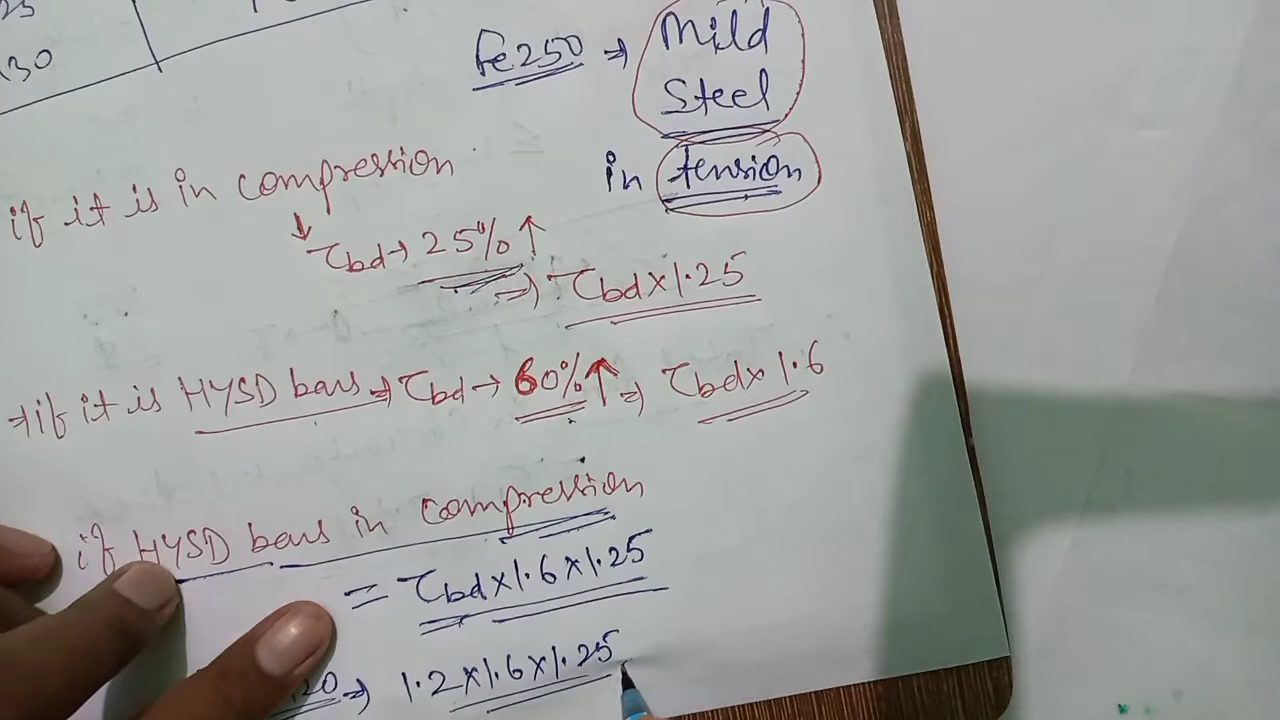 25
30
Fe250 ⇒ Mild
Steel
in tension
if it is in compression
↓
τbd → 25% ↑
⇒ τbd×1.25
→ if it is HYSD bars ⇒ τbd → 60% ↑ ⇒ τbd×1.6
if HYSD bars in compression
= τbd×1.6×1.25
20 ⇒ 1.2×1.6×1.25